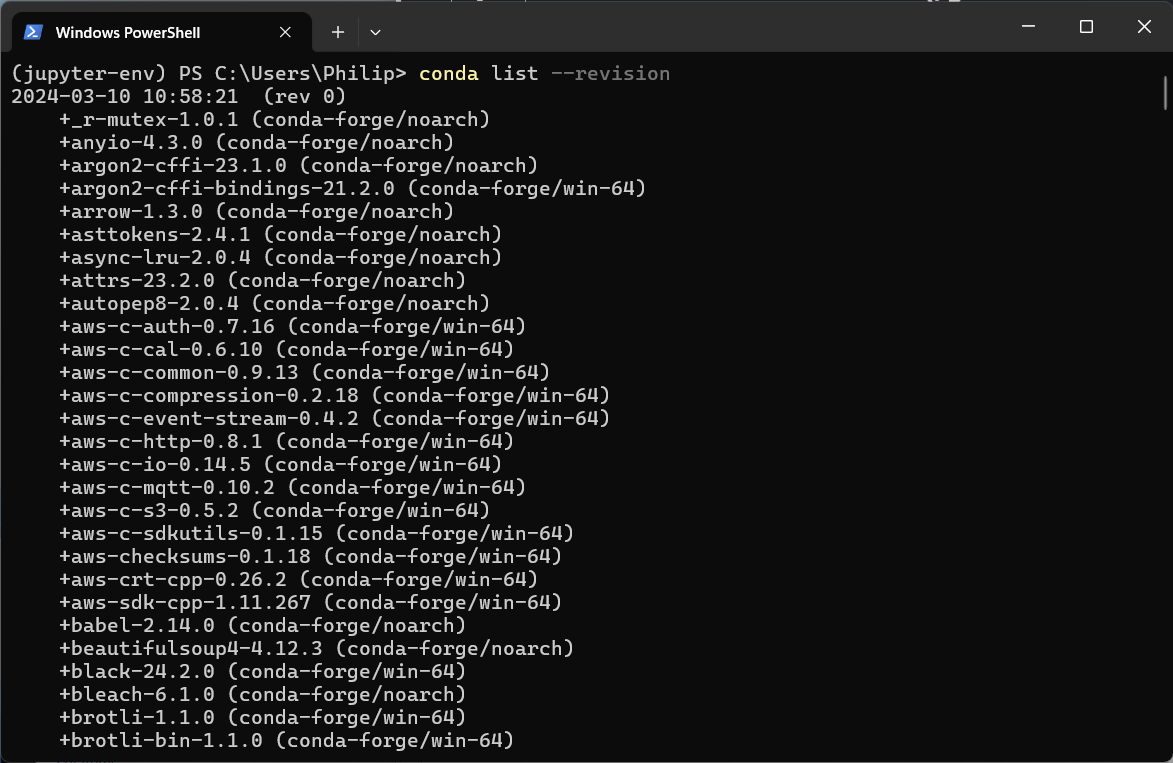 Windows PowerShell
(jupyter-env) PS C:\Users\Philip> conda list --revision
2024-03-10 10:58:21  (rev 0)
    +_r-mutex-1.0.1 (conda-forge/noarch)
    +anyio-4.3.0 (conda-forge/noarch)
    +argon2-cffi-23.1.0 (conda-forge/noarch)
    +argon2-cffi-bindings-21.2.0 (conda-forge/win-64)
    +arrow-1.3.0 (conda-forge/noarch)
    +asttokens-2.4.1 (conda-forge/noarch)
    +async-lru-2.0.4 (conda-forge/noarch)
    +attrs-23.2.0 (conda-forge/noarch)
    +autopep8-2.0.4 (conda-forge/noarch)
    +aws-c-auth-0.7.16 (conda-forge/win-64)
    +aws-c-cal-0.6.10 (conda-forge/win-64)
    +aws-c-common-0.9.13 (conda-forge/win-64)
    +aws-c-compression-0.2.18 (conda-forge/win-64)
    +aws-c-event-stream-0.4.2 (conda-forge/win-64)
    +aws-c-http-0.8.1 (conda-forge/win-64)
    +aws-c-io-0.14.5 (conda-forge/win-64)
    +aws-c-mqtt-0.10.2 (conda-forge/win-64)
    +aws-c-s3-0.5.2 (conda-forge/win-64)
    +aws-c-sdkutils-0.1.15 (conda-forge/win-64)
    +aws-checksums-0.1.18 (conda-forge/win-64)
    +aws-crt-cpp-0.26.2 (conda-forge/win-64)
    +aws-sdk-cpp-1.11.267 (conda-forge/win-64)
    +babel-2.14.0 (conda-forge/noarch)
    +beautifulsoup4-4.12.3 (conda-forge/noarch)
    +black-24.2.0 (conda-forge/win-64)
    +bleach-6.1.0 (conda-forge/noarch)
    +brotli-1.1.0 (conda-forge/win-64)
    +brotli-bin-1.1.0 (conda-forge/win-64)